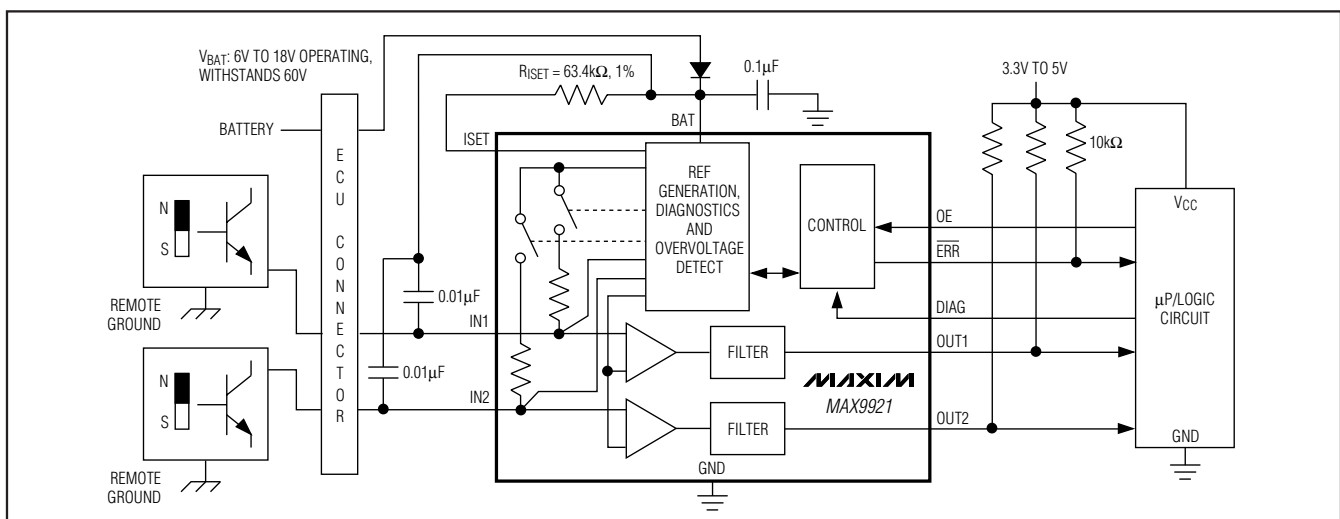 VBAT: 6V TO 18V OPERATING,
WITHSTANDS 60V
RISET = 63.4kΩ, 1%
0.1µF
3.3V TO 5V
BATTERY
ECU CONNECTOR
ISET
BAT
10kΩ
N
S
REMOTE
GROUND
0.01µF
0.01µF
IN1
IN2
REF
GENERATION,
DIAGNOSTICS
AND
OVERVOLTAGE
DETECT
CONTROL
OE
ERR
DIAG
OUT1
OUT2
VCC
µP/LOGIC
CIRCUIT
GND
FILTER
FILTER
MAXIM
MAX9921
GND
N
S
REMOTE
GROUND